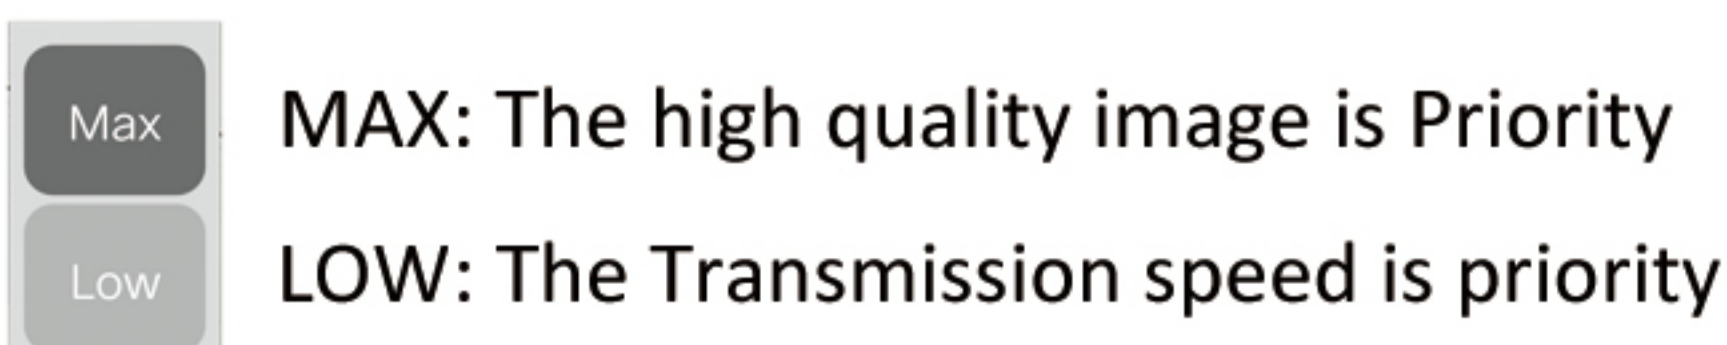 Max
MAX: The high quality image is Priority
Low
LOW: The Transmission speed is priority